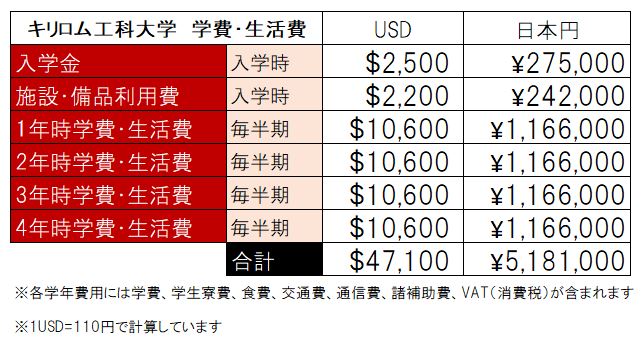 キリロム工科大学　学費・生活費 USD 日本円
入学金 入学時 $2,500 ¥275,000
施設・備品利用費 入学時 $2,200 ¥242,000
1年時学費・生活費 毎半期 $10,600 ¥1,166,000
2年時学費・生活費 毎半期 $10,600 ¥1,166,000
3年時学費・生活費 毎半期 $10,600 ¥1,166,000
4年時学費・生活費 毎半期 $10,600 ¥1,166,000
合計 $47,100 ¥5,181,000
※各学年費用には学費、学生寮費、食費、交通費、通信費、諸補助費、VAT(消費税)が含まれます
※1USD=110円で計算しています